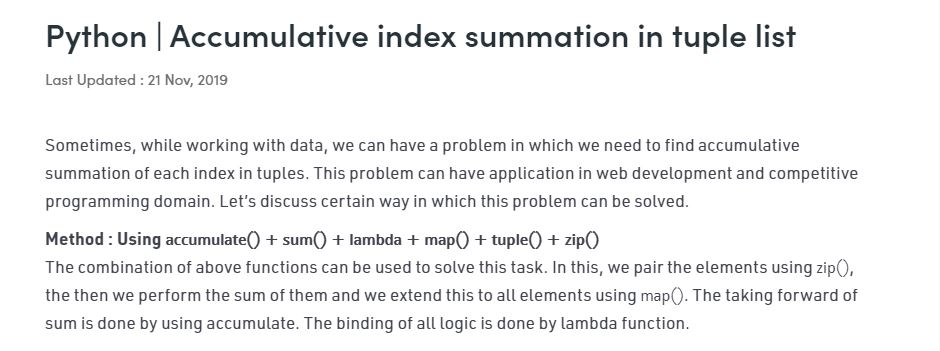 Python | Accumulative index summation in tuple list
Last Updated : 21 Nov, 2019
Sometimes, while working with data, we can have a problem in which we need to find accumulative
summation of each index in tuples. This problem can have application in web development and competitive
programming domain. Let's discuss certain way in which this problem can be solved.
Method : Using accumulate() + sum() + lambda + map() + tuple() + zip()
The combination of above functions can be used to solve this task. In this, we pair the elements using zip(),
the then we perform the sum of them and we extend this to all elements using map(). The taking forward of
sum is done by using accumulate. The binding of all logic is done by lambda function.